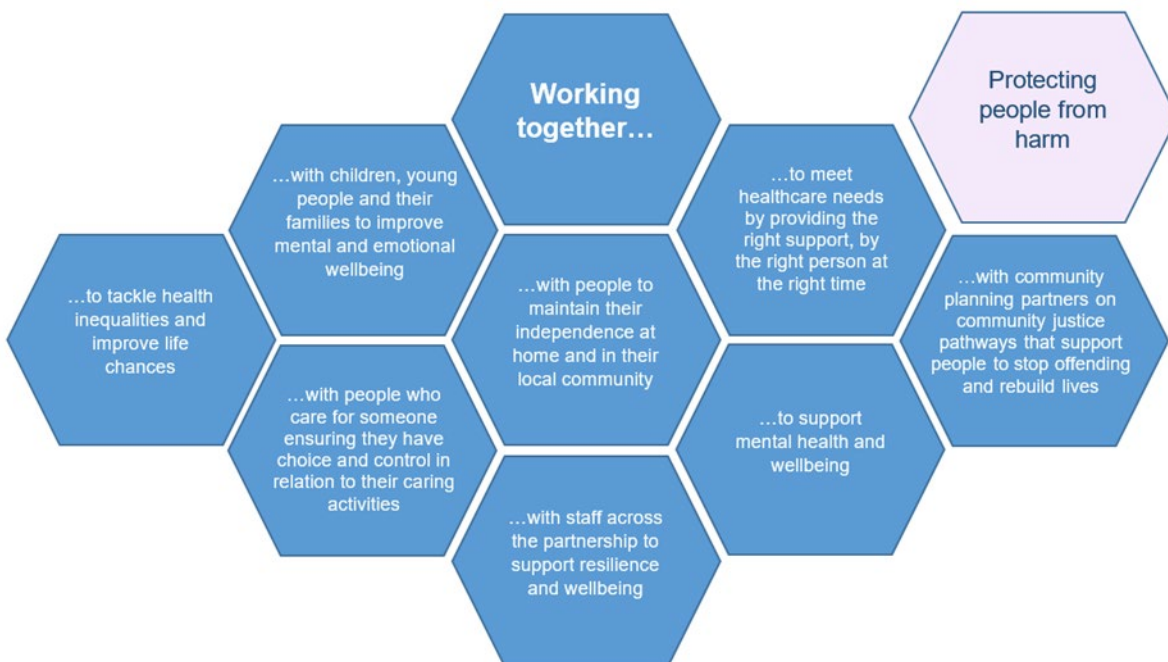 Working
together…
Protecting
people from
harm
…with children, young
people and their
families to improve
mental and emotional
wellbeing
…to meet
healthcare needs
by providing the
right support, by
the right person at
the right time
…to tackle health
inequalities and
improve life
chances
…with people to
maintain their
independence at
home and in their
local community
…with community
planning partners on
community justice
pathways that support
people to stop offending
and rebuild lives
…with people who
care for someone
ensuring they have
choice and control in
relation to their caring
activities
…to support
mental health and
wellbeing
…with staff across
the partnership to
support resilience
and wellbeing